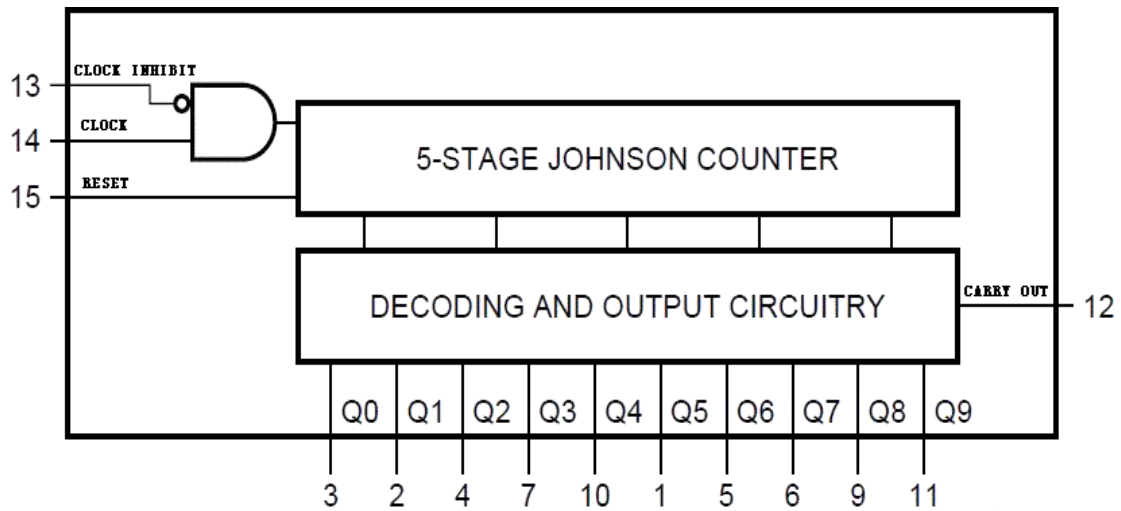 CLOCK INHIBIT
13
CLOCK
14
5-STAGE JOHNSON COUNTER
RESET
15
CARRY OUT
DECODING AND OUTPUT CIRCUITRY
12
Q0 Q1 Q2 Q3 Q4 Q5 Q6 Q7 Q8 Q9
3 2 4 7 10 1 5 6 9 11